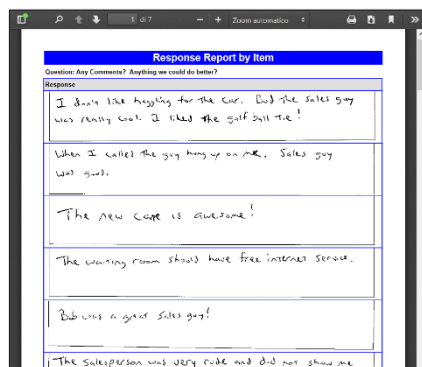 1 di 7
Zoom automatico
Response Report by Item
Question: Any Comments? Anything we could do better?
Response
I don't like haggling for the car. But the sales guy
was really cool. I liked the golf ball tie!
When I called the guy hung up on me. Sales guy
was good.
The new car is awesome!
The waiting room should have free internet service.
Bob was a great sales guy!
The salesperson was very rude and did not show me